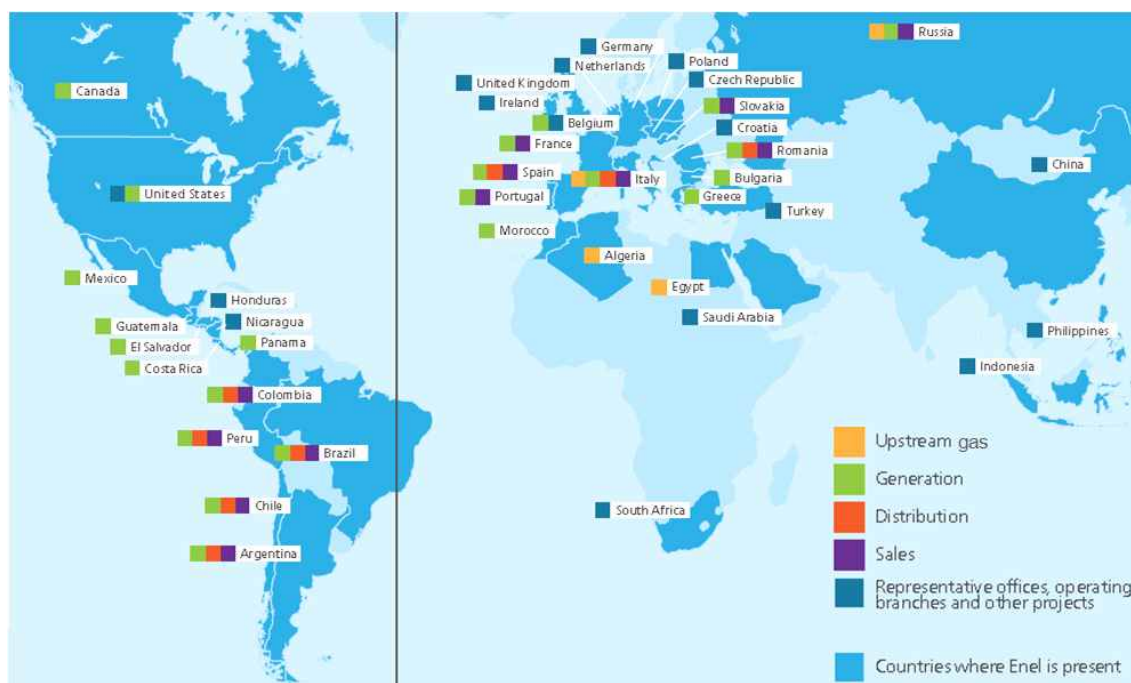 Germany
Russia
Netherlands
Poland
United Kingdom
Czech Republic
Canada
Ireland
Slovakia
Belgium
Croatia
France
Romania
China
Spain
Italy
Bulgaria
United States
Portugal
Greece
Turkey
Morocco
Algeria
Mexico
Egypt
Honduras
Saudi Arabia
Nicaragua
Guatemala
Philippines
El Salvador
Panama
Costa Rica
Indonesia
Colombia
Peru
Brazil
Chile
South Africa
Argentina
Upstream gas
Generation
Distribution
Sales
Representative offices, operating
branches and other projects
Countries where Enel is present